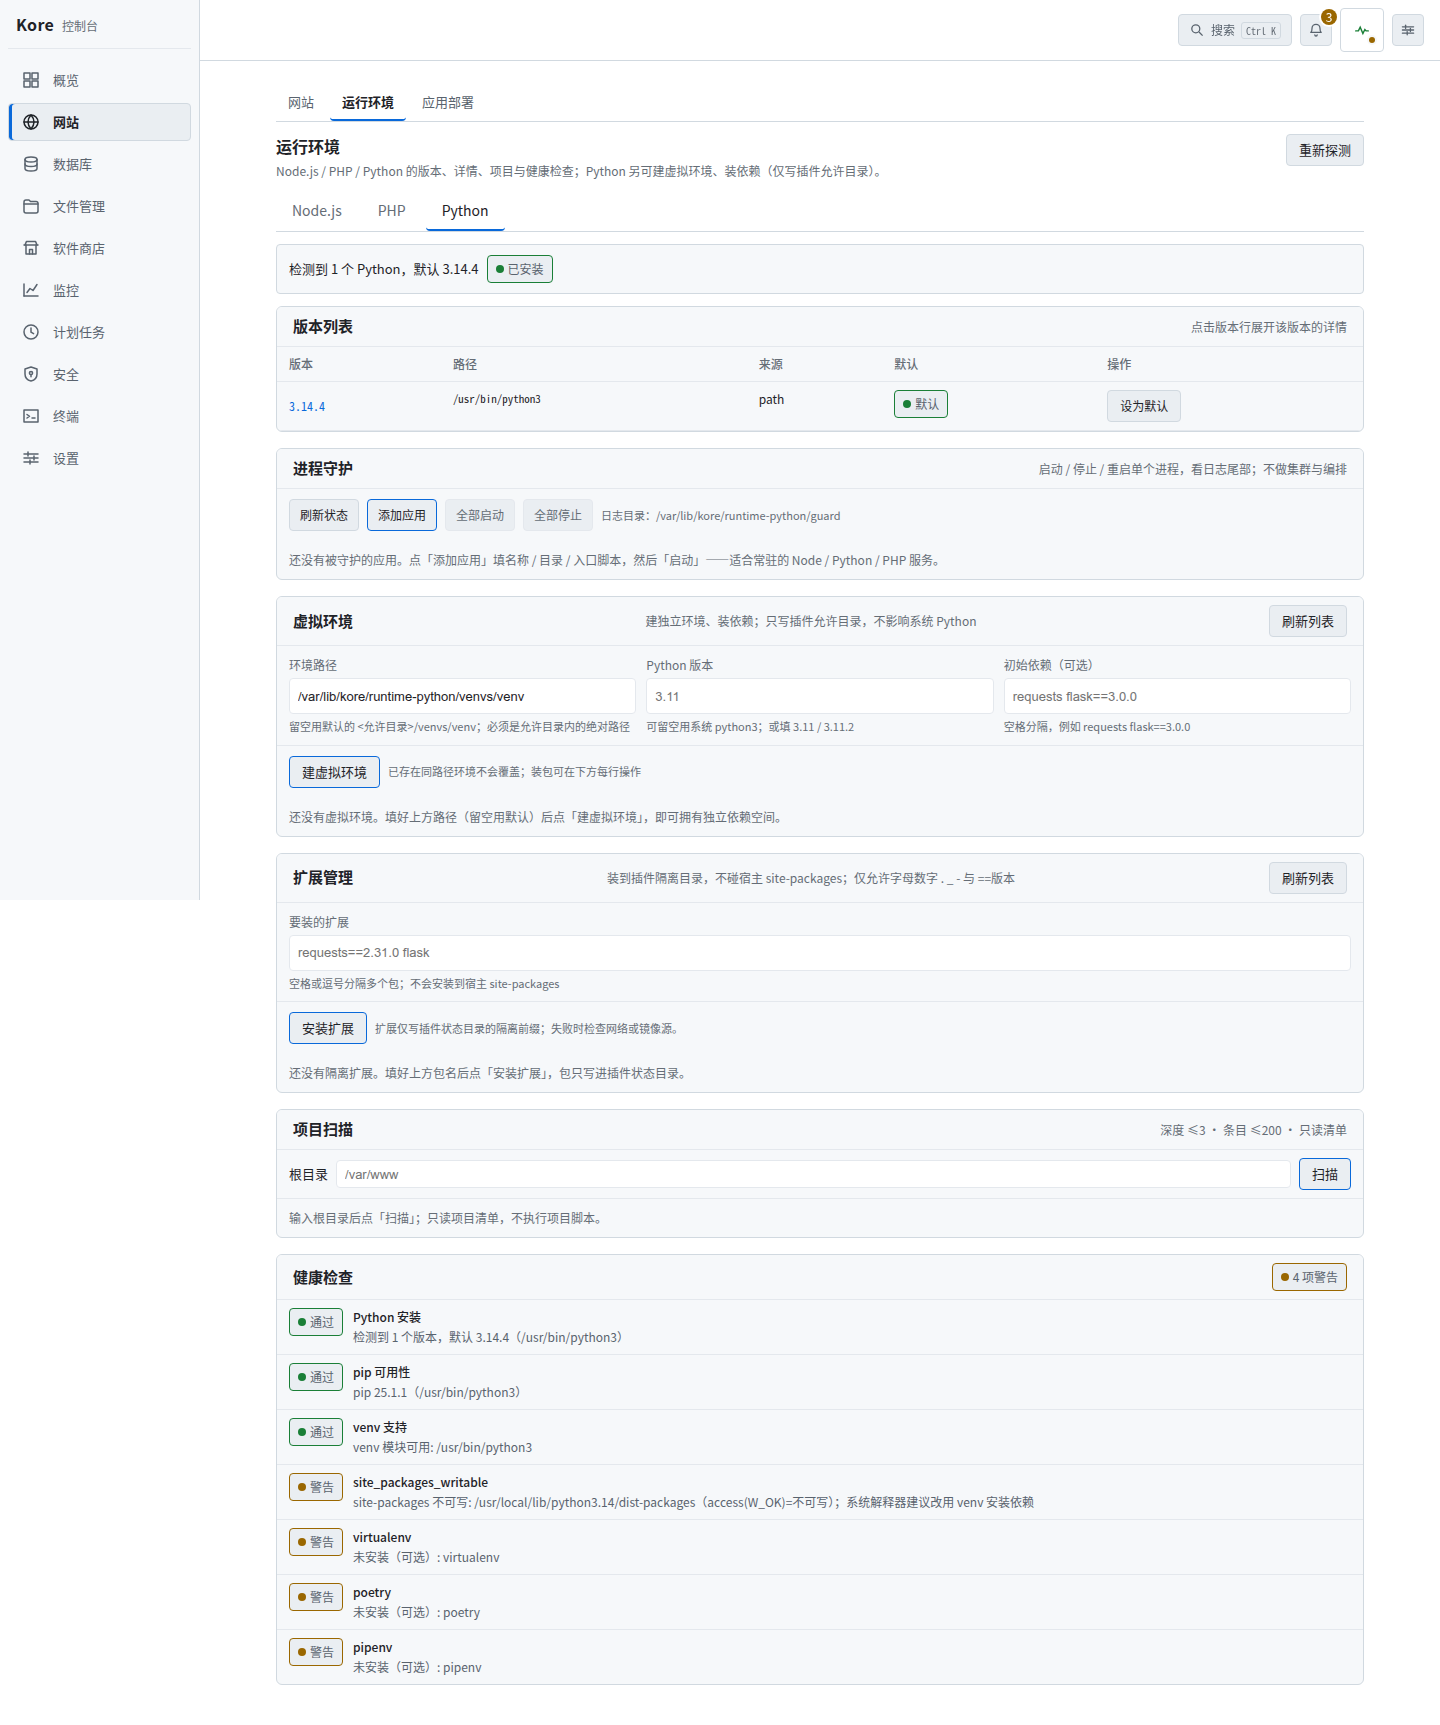 Kore 控制台
搜索 Ctrl K
3
概览
网站
数据库
文件管理
软件商店
监控
计划任务
安全
终端
设置
网站 运行环境 应用部署
运行环境
重新探测
Node.js / PHP / Python 的版本、详情、项目与健康检查；Python 另可建虚拟环境、装依赖（仅写插件允许目录）。
Node.js PHP Python
检测到 1 个 Python，默认 3.14.4 已安装
版本列表 点击版本行展开该版本的详情
版本 路径 来源 默认 操作
3.14.4 /usr/bin/python3 path 默认 设为默认
进程守护 启动 / 停止 / 重启单个进程，看日志尾部；不做集群与编排
刷新状态 添加应用 全部启动 全部停止 日志目录：/var/lib/kore/runtime-python/guard
还没有被守护的应用。点「添加应用」填名称 / 目录 / 入口脚本，然后「启动」——适合常驻的 Node / Python / PHP 服务。
虚拟环境 建独立环境、装依赖；只写插件允许目录，不影响系统 Python 刷新列表
环境路径 Python 版本 初始依赖（可选）
/var/lib/kore/runtime-python/venvs/venv 3.11 requests flask==3.0.0
留空用默认的 <允许目录>/venvs/venv；必须是允许目录内的绝对路径 可留空用系统 python3；或填 3.11 / 3.11.2 空格分隔，例如 requests flask==3.0.0
建虚拟环境 已存在同路径环境不会覆盖；装包可在下方每行操作
还没有虚拟环境。填好上方路径（留空用默认）后点「建虚拟环境」，即可拥有独立依赖空间。
扩展管理 装到插件隔离目录，不碰宿主 site-packages；仅允许字母数字 . _ - 与 ==版本 刷新列表
要装的扩展
requests==2.31.0 flask
空格或逗号分隔多个包；不会安装到宿主 site-packages
安装扩展 扩展仅写插件状态目录的隔离前缀；失败时检查网络或镜像源。
还没有隔离扩展。填好上方包名后点「安装扩展」，包只写进插件状态目录。
项目扫描 深度 ≤3 · 条目 ≤200 · 只读清单
根目录 /var/www 扫描
输入根目录后点「扫描」；只读项目清单，不执行项目脚本。
健康检查 4 项警告
通过 Python 安装
检测到 1 个版本，默认 3.14.4（/usr/bin/python3）
通过 pip 可用性
pip 25.1.1（/usr/bin/python3）
通过 venv 支持
venv 模块可用: /usr/bin/python3
警告 site_packages_writable
site-packages 不可写: /usr/local/lib/python3.14/dist-packages（access(W_OK)=不可写）；系统解释器建议改用 venv 安装依赖
警告 virtualenv
未安装（可选）: virtualenv
警告 poetry
未安装（可选）: poetry
警告 pipenv
未安装（可选）: pipenv